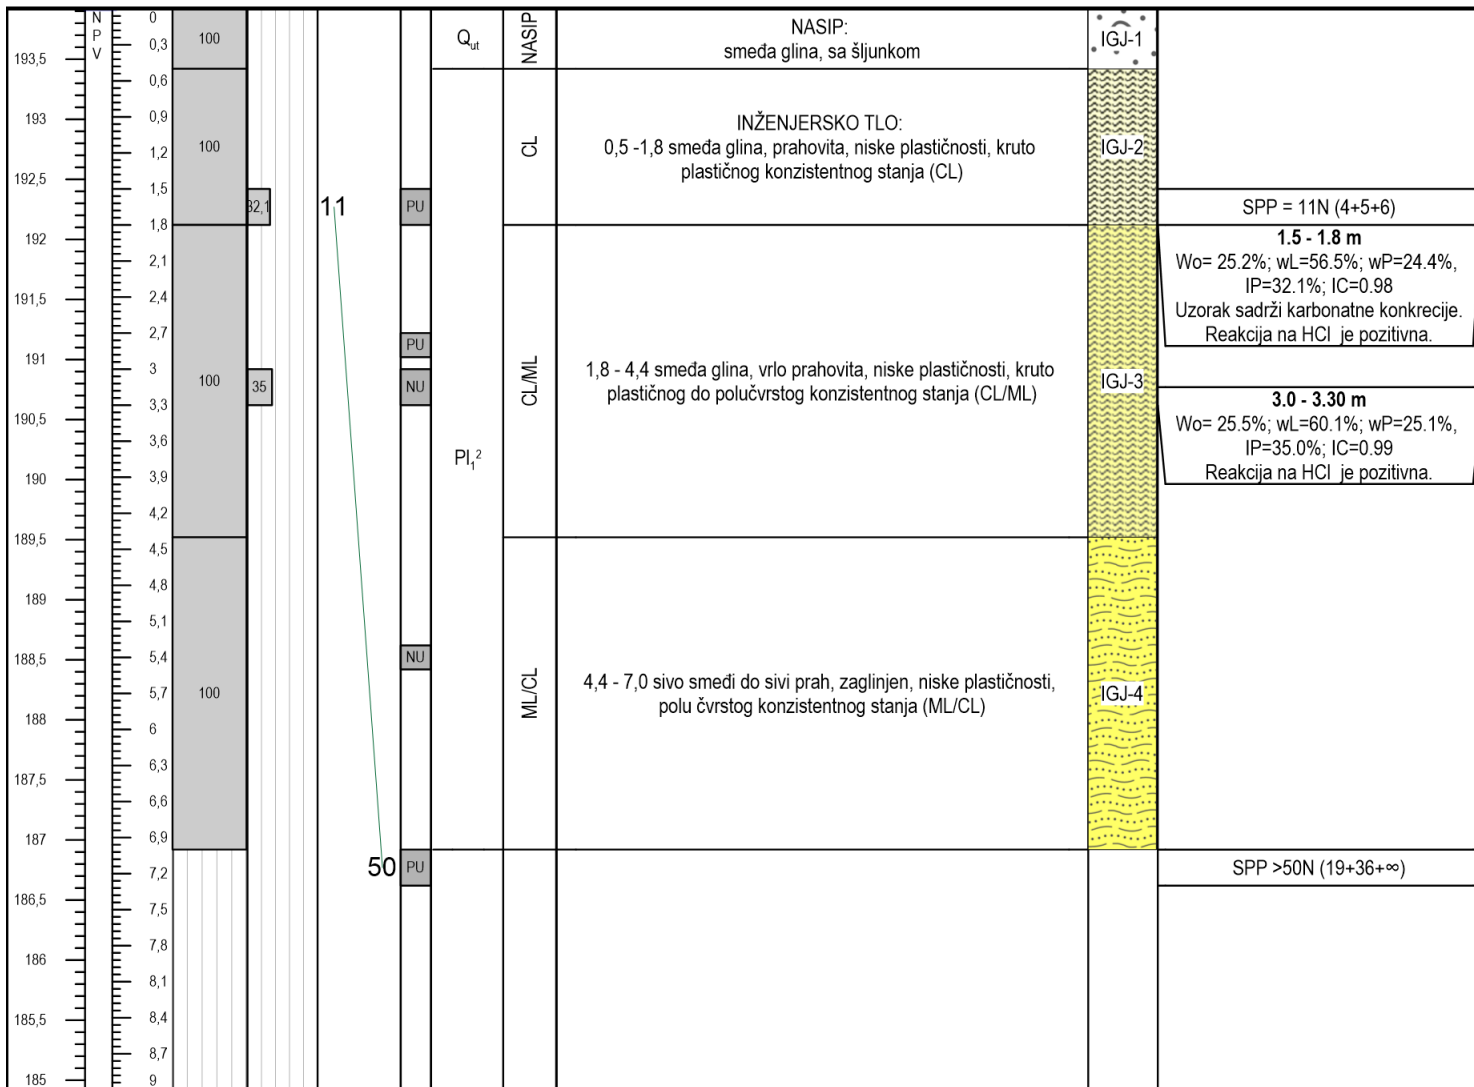 N
P
V
193,5
193
192,5
192
191,5
191
190,5
190
189,5
189
188,5
188
187,5
187
186,5
186
185,5
185
0
0,3
0,6
0,9
1,2
1,5
1,8
2,1
2,4
2,7
3
3,3
3,6
3,9
4,2
4,5
4,8
5,1
5,4
5,7
6
6,3
6,6
6,9
7,2
7,5
7,8
8,1
8,4
8,7
9
100
100
100
100
32,1
35
11
50
PU
PU
NU
NU
PU
Qut
Pl₁²
NASIP
CL
CL/ML
ML/CL
NASIP:
smeđa glina, sa šljunkom
INŽENJERSKO TLO:
0,5 -1,8 smeđa glina, prahovita, niske plastičnosti, kruto
plastičnog konzistentnog stanja (CL)
1,8 - 4,4 smeđa glina, vrlo prahovita, niske plastičnosti, kruto
plastičnog do polučvrstog konzistentnog stanja (CL/ML)
4,4 - 7,0 sivo smeđi do sivi prah, zaglinjen, niske plastičnosti,
polu čvrstog konzistentnog stanja (ML/CL)
IGJ-1
IGJ-2
IGJ-3
IGJ-4
SPP = 11N (4+5+6)
1.5 - 1.8 m
Wo= 25.2%; wL=56.5%; wP=24.4%,
IP=32.1%; IC=0.98
Uzorak sadrži karbonatne konkrecije.
Reakcija na HCl je pozitivna.
3.0 - 3.30 m
Wo= 25.5%; wL=60.1%; wP=25.1%,
IP=35.0%; IC=0.99
Reakcija na HCl je pozitivna.
SPP >50N (19+36+∞)